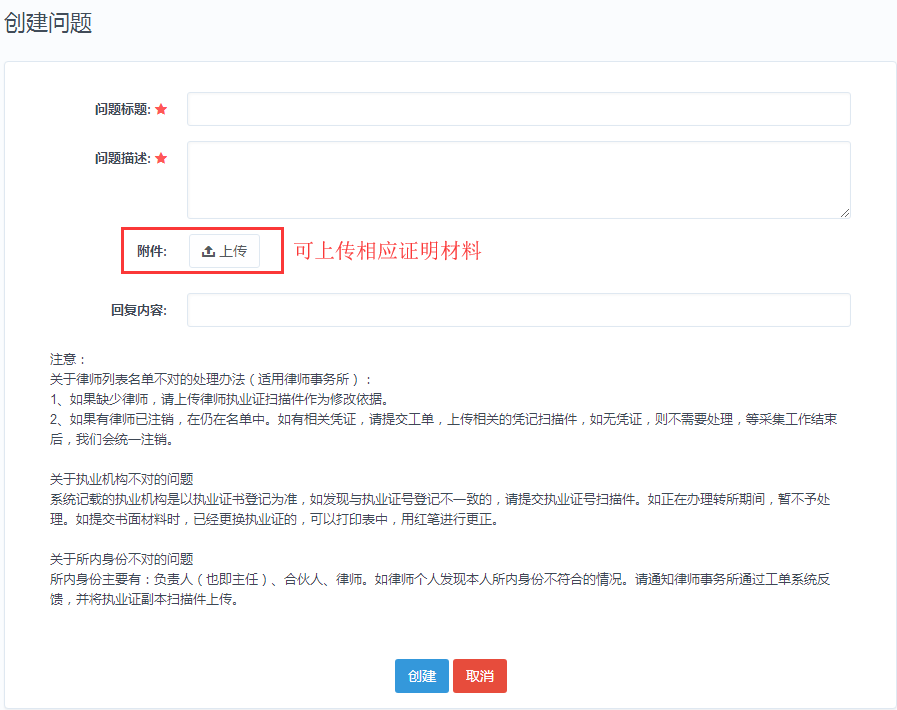 创建问题
问题标题:
问题描述:
附件: 上传 可上传相应证明材料
回复内容:
注意：
关于律师列表名单不对的处理办法（适用律师事务所）：
1、如果缺少律师，请上传律师执业证扫描件作为修改依据。
2、如果有律师已注销，在仍在名单中。如有相关凭证，请提交工单，上传相关的凭记扫描件，如无凭证，则不需要处理，等采集工作结束
后，我们会统一注销。
关于执业机构不对的问题
系统记载的执业机构是以执业证书登记为准，如发现与执业证号登记不一致的，请提交执业证号扫描件。如正在办理转所期间，暂不予处
理。如提交书面材料时，已经更换执业证的，可以打印表中，用红笔进行更正。
关于所内身份不对的问题
所内身份主要有：负责人（也即主任）、合伙人、律师。如律师个人发现本人所内身份不符合的情况。请通知律师事务所通过工单系统反
馈，并将执业证副本扫描件上传。
创建 取消